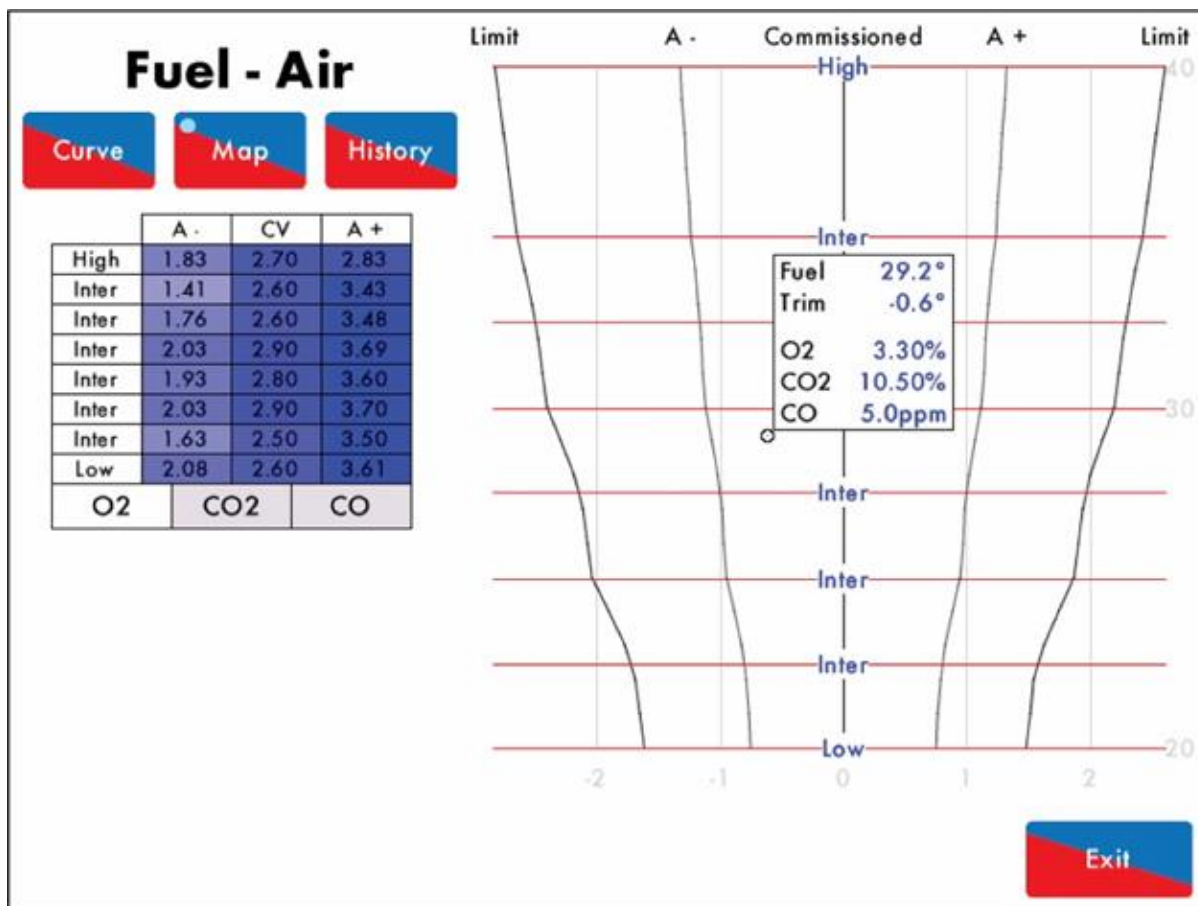 Fuel - Air
Curve Map History
A - CV A +
High 1.83 2.70 2.83
Inter 1.41 2.60 3.43
Inter 1.76 2.60 3.48
Inter 2.03 2.90 3.69
Inter 1.93 2.80 3.60
Inter 2.03 2.90 3.70
Inter 1.63 2.50 3.50
Low 2.08 2.60 3.61
O2 CO2 CO
Limit A - Commissioned A + Limit
High 40
Inter
Fuel 29.2°
Trim -0.6°
O2 3.30%
CO2 10.50%
CO 5.0ppm
30
Inter
Inter
Inter
Low 20
-2 -1 0 1 2
Exit